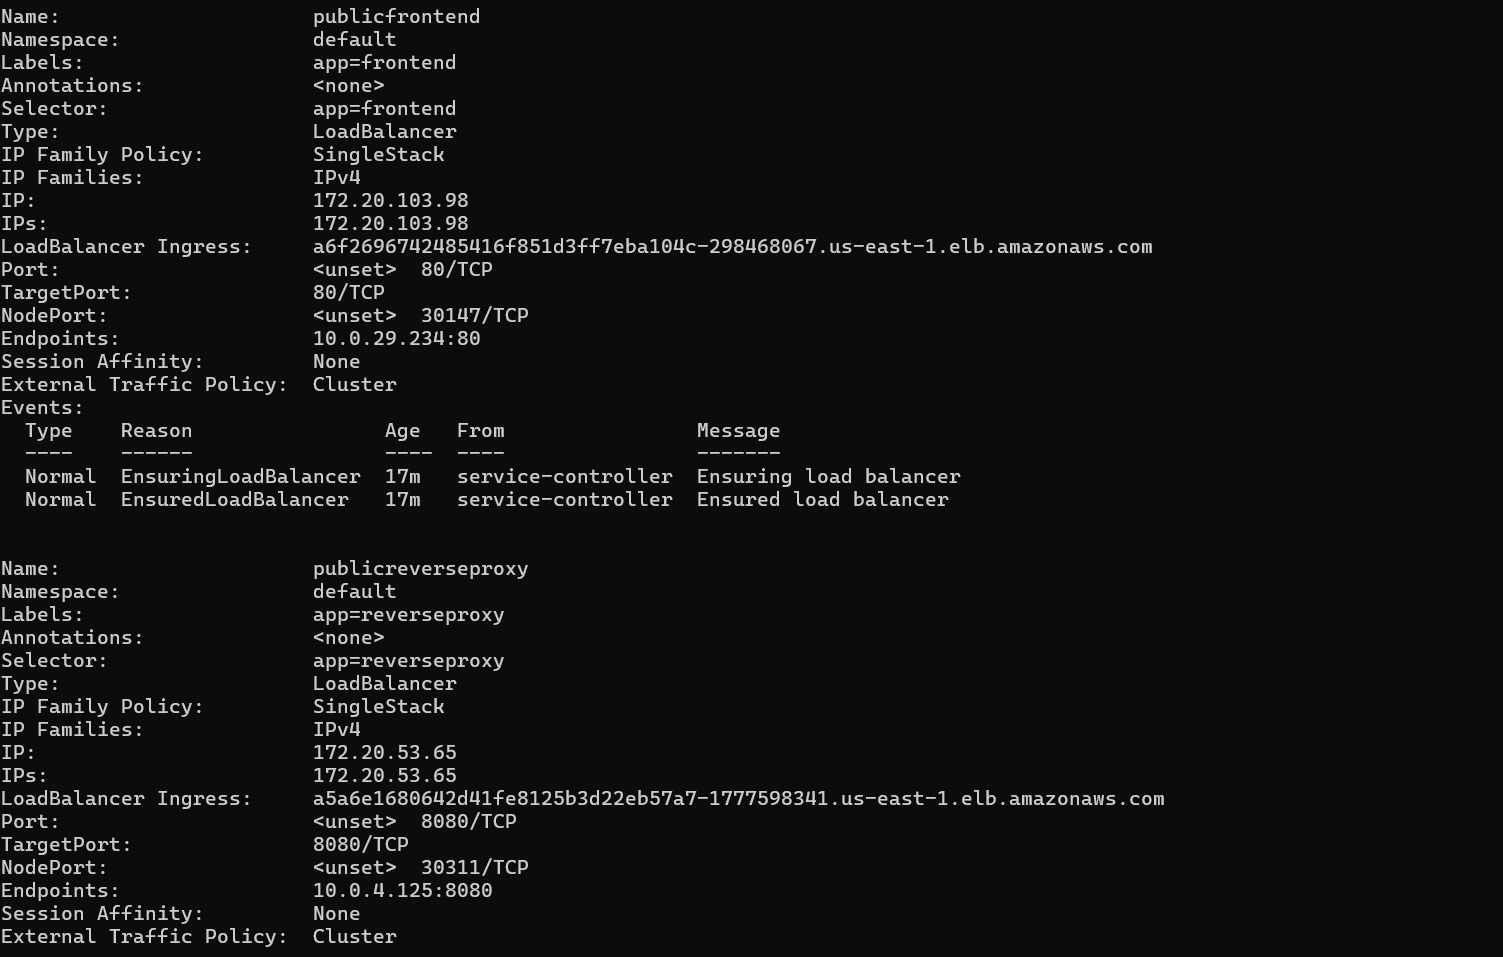 Name:                     publicfrontend
Namespace:                default
Labels:                   app=frontend
Annotations:              <none>
Selector:                 app=frontend
Type:                     LoadBalancer
IP Family Policy:         SingleStack
IP Families:              IPv4
IP:                       172.20.103.98
IPs:                      172.20.103.98
LoadBalancer Ingress:     a6f2696742485416f851d3ff7eba104c-298468067.us-east-1.elb.amazonaws.com
Port:                     <unset>  80/TCP
TargetPort:               80/TCP
NodePort:                 <unset>  30147/TCP
Endpoints:                10.0.29.234:80
Session Affinity:         None
External Traffic Policy:  Cluster
Events:
  Type    Reason                Age   From                Message
  ----    ------                ----  ----                -------
  Normal  EnsuringLoadBalancer  17m   service-controller  Ensuring load balancer
  Normal  EnsuredLoadBalancer   17m   service-controller  Ensured load balancer


Name:                     publicreverseproxy
Namespace:                default
Labels:                   app=reverseproxy
Annotations:              <none>
Selector:                 app=reverseproxy
Type:                     LoadBalancer
IP Family Policy:         SingleStack
IP Families:              IPv4
IP:                       172.20.53.65
IPs:                      172.20.53.65
LoadBalancer Ingress:     a5a6e1680642d41fe8125b3d22eb57a7-1777598341.us-east-1.elb.amazonaws.com
Port:                     <unset>  8080/TCP
TargetPort:               8080/TCP
NodePort:                 <unset>  30311/TCP
Endpoints:                10.0.4.125:8080
Session Affinity:         None
External Traffic Policy:  Cluster